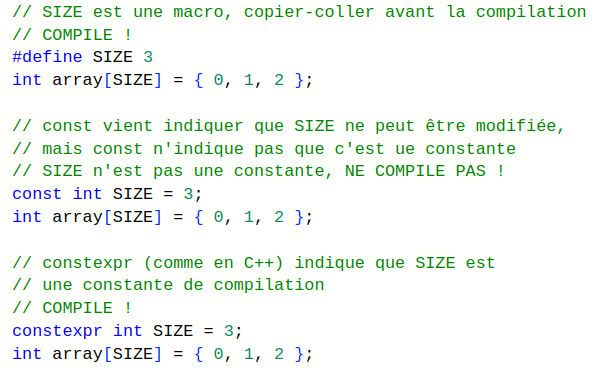 // SIZE est une macro, copier-coller avant la compilation
// COMPILE !
#define SIZE 3
int array[SIZE] = { 0, 1, 2 };
// const vient indiquer que SIZE ne peut être modifiée,
// mais const n'indique pas que c'est ue constante
// SIZE n'est pas une constante, NE COMPILE PAS !
const int SIZE = 3;
int array[SIZE] = { 0, 1, 2 };
// constexpr (comme en C++) indique que SIZE est
// une constante de compilation
// COMPILE !
constexpr int SIZE = 3;
int array[SIZE] = { 0, 1, 2 };